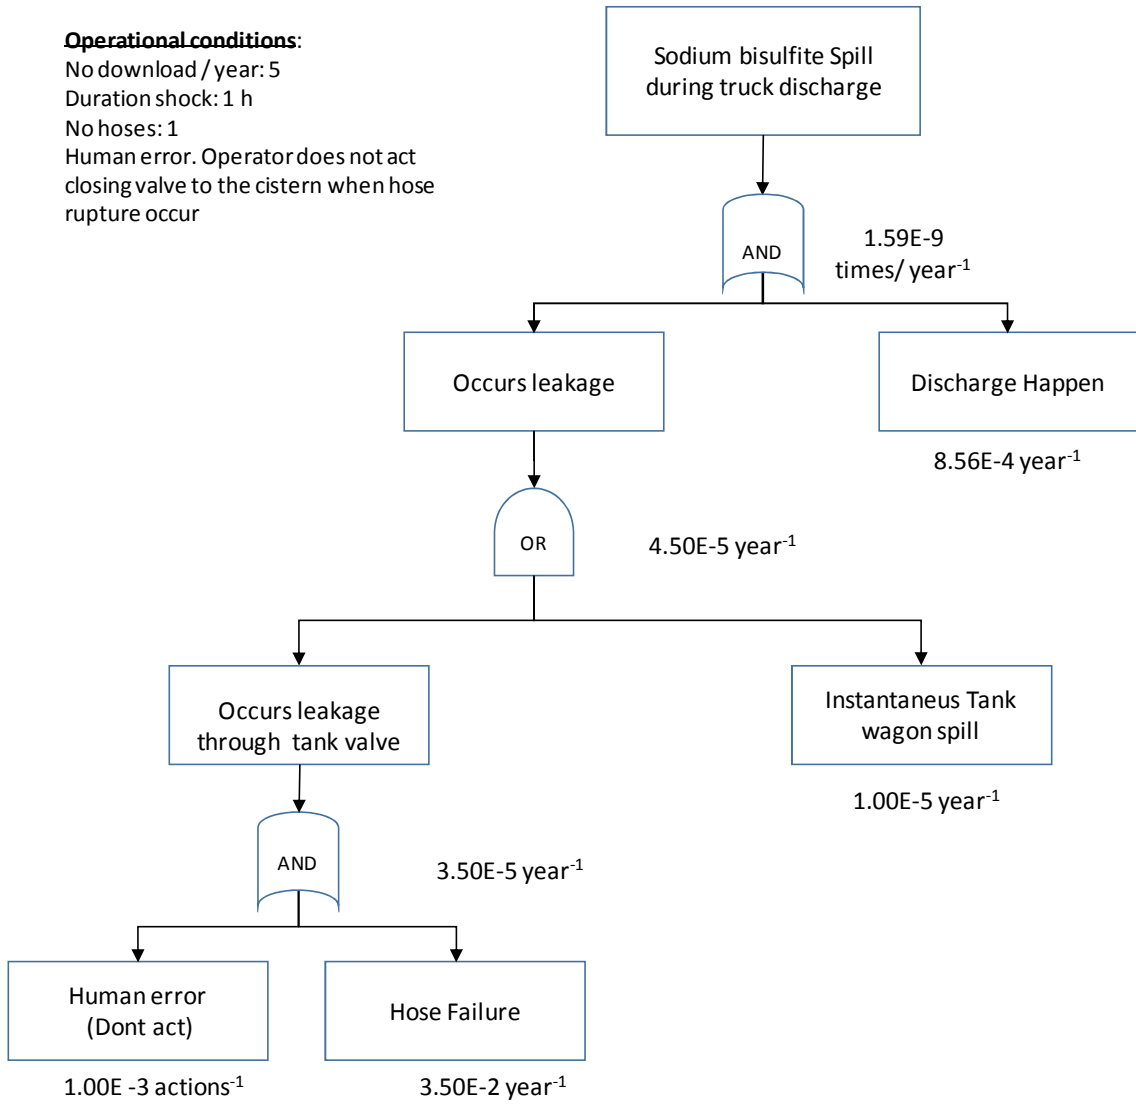 Operational conditions:
No download / year: 5
Duration shock: 1 h
No hoses: 1
Human error. Operator does not act
closing valve to the cistern when hose
rupture occur
Sodium bisulfite Spill
during truck discharge
AND
1.59E-9
times/ year-1
Occurs leakage
Discharge Happen
8.56E-4 year-1
OR
4.50E-5 year-1
Occurs leakage
through tank valve
Instantaneus Tank
wagon spill
1.00E-5 year-1
AND
3.50E-5 year-1
Human error
(Dont act)
Hose Failure
1.00E -3 actions-1
3.50E-2 year-1